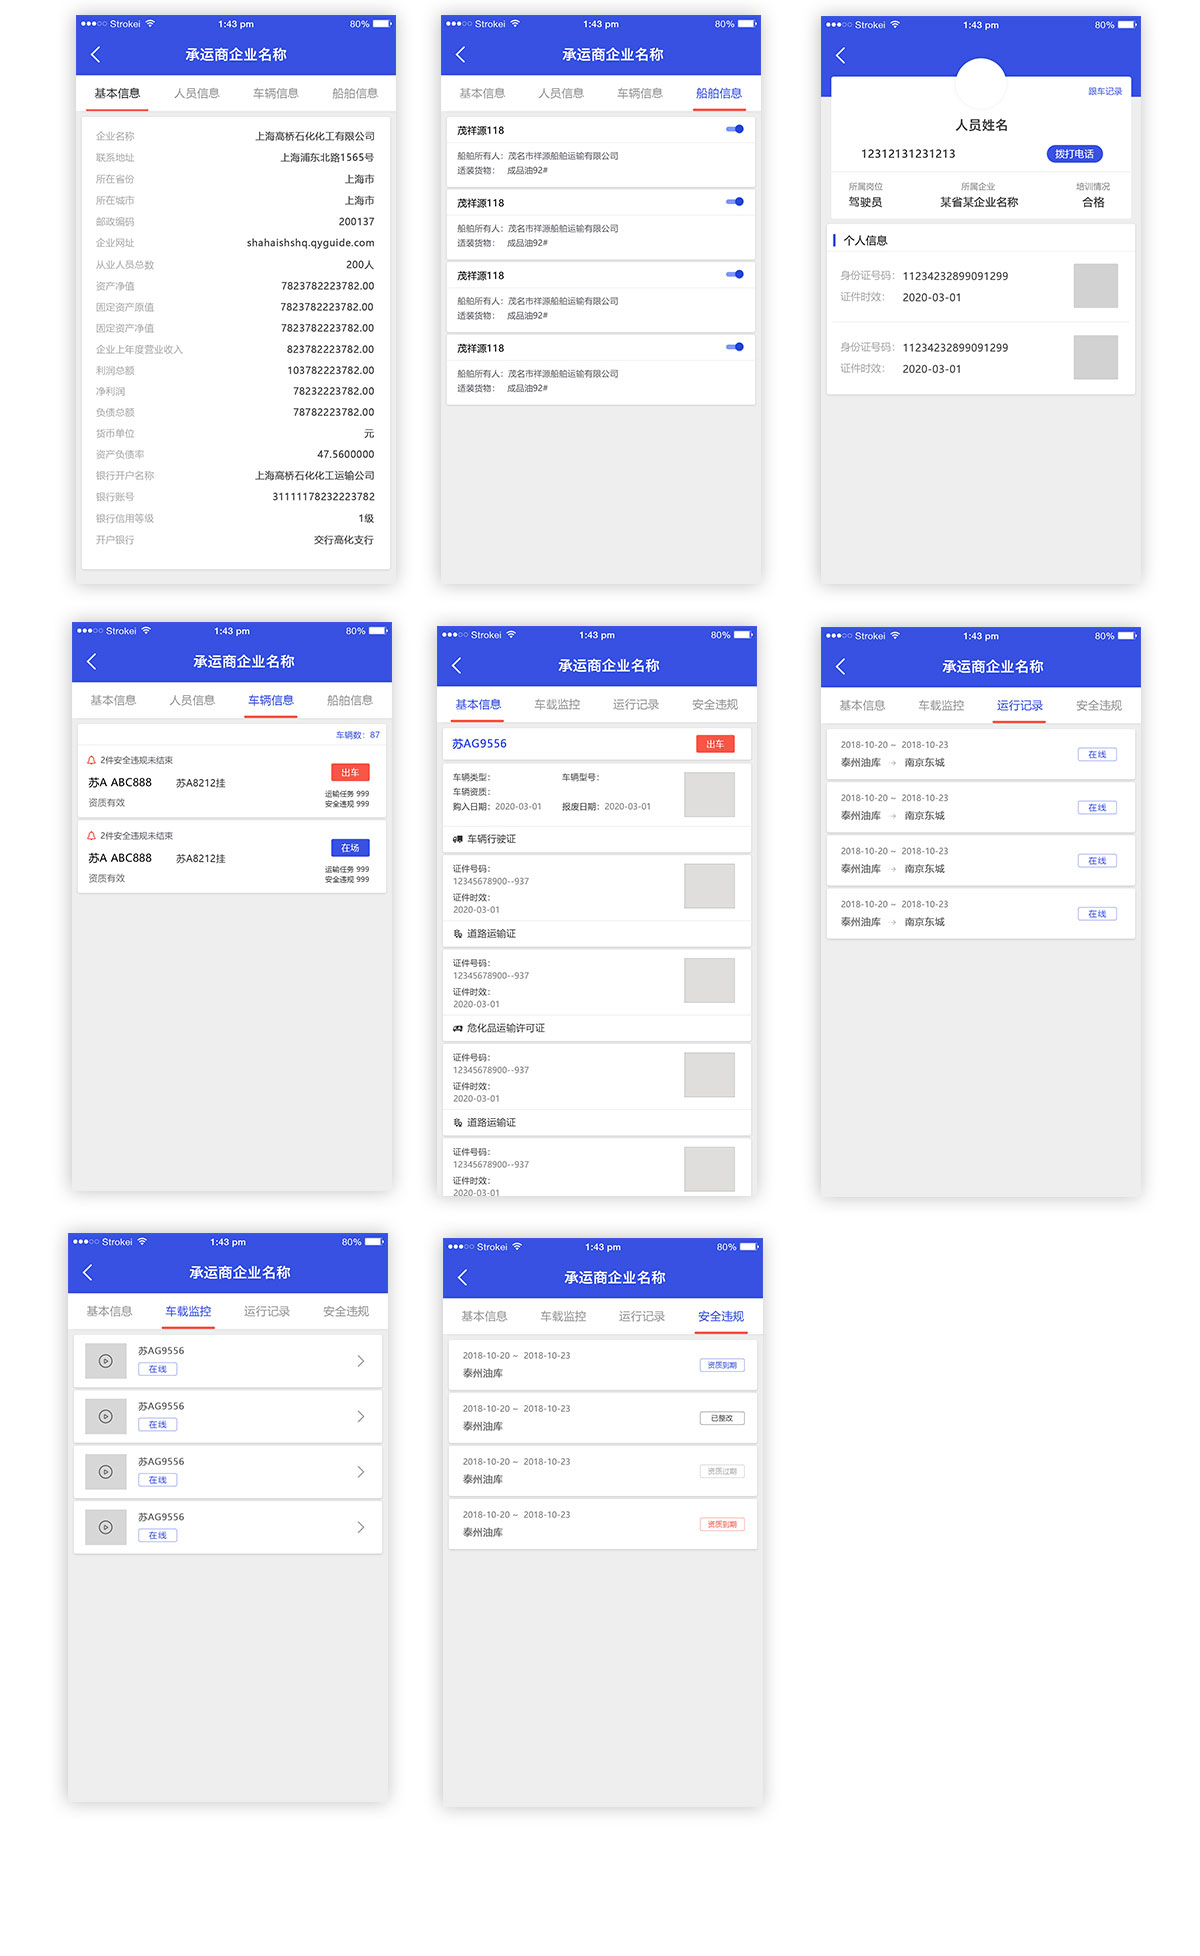 Strokei 1:43 pm 80%
承运商企业名称
基本信息 人员信息 车辆信息 船舶信息
企业名称 上海高桥石化化工有限公司
联系地址 上海浦东北路1565号
所在省份 上海市
所在城市 上海市
邮政编码 200137
企业网址 shahaishshq.qyguide.com
从业人员总数 200人
资产净值 7823782223782.00
固定资产原值 7823782223782.00
固定资产净值 7823782223782.00
企业上年度营业收入 823782223782.00
利润总额 103782223782.00
净利润 78232223782.00
负债总额 78782223782.00
货币单位 元
资产负债率 47.5600000
银行开户名称 上海高桥石化化工运输公司
银行账号 31111178232223782
银行信用等级 1级
开户银行 交行高化支行
Strokei 1:43 pm 80%
承运商企业名称
基本信息 人员信息 车辆信息 船舶信息
茂祥源118
船舶所有人：茂名市祥源船舶运输有限公司
适装货物： 成品油92#
茂祥源118
船舶所有人：茂名市祥源船舶运输有限公司
适装货物： 成品油92#
茂祥源118
船舶所有人：茂名市祥源船舶运输有限公司
适装货物： 成品油92#
茂祥源118
船舶所有人：茂名市祥源船舶运输有限公司
适装货物： 成品油92#
Strokei 1:43 pm 80%
跟车记录
人员姓名
12312131231213 拨打电话
所属岗位 所属企业 培训情况
驾驶员 某省某企业名称 合格
个人信息
身份证号码： 11234232899091299
证件时效： 2020-03-01
身份证号码： 11234232899091299
证件时效： 2020-03-01
Strokei 1:43 pm 80%
承运商企业名称
基本信息 人员信息 车辆信息 船舶信息
车辆数：87
2件安全违规未结束
苏A ABC888 苏A8212挂 出车
资质有效
运输任务 999
安全违规 999
2件安全违规未结束
苏A ABC888 苏A8212挂 在场
资质有效
运输任务 999
安全违规 999
Strokei 1:43 pm 80%
承运商企业名称
基本信息 车载监控 运行记录 安全违规
苏AG9556 出车
车辆类型： 车辆型号：
车辆资质：
购入日期：2020-03-01 报废日期：2020-03-01
车辆行驶证
证件号码：
12345678900--937
证件时效：
2020-03-01
道路运输证
证件号码：
12345678900--937
证件时效：
2020-03-01
危化品运输许可证
证件号码：
12345678900--937
证件时效：
2020-03-01
道路运输证
证件号码：
12345678900--937
证件时效：
2020-03-01
Strokei 1:43 pm 80%
承运商企业名称
基本信息 车载监控 运行记录 安全违规
2018-10-20 ~ 2018-10-23
泰州油库 → 南京东城 在线
2018-10-20 ~ 2018-10-23
泰州油库 → 南京东城 在线
2018-10-20 ~ 2018-10-23
泰州油库 → 南京东城 在线
2018-10-20 ~ 2018-10-23
泰州油库 → 南京东城 在线
Strokei 1:43 pm 80%
承运商企业名称
基本信息 车载监控 运行记录 安全违规
苏AG9556
在线
苏AG9556
在线
苏AG9556
在线
苏AG9556
在线
Strokei 1:43 pm 80%
承运商企业名称
基本信息 车载监控 运行记录 安全违规
2018-10-20 ~ 2018-10-23
泰州油库 资质到期
2018-10-20 ~ 2018-10-23
泰州油库 已整改
2018-10-20 ~ 2018-10-23
泰州油库 资质过期
2018-10-20 ~ 2018-10-23
泰州油库 资质到期